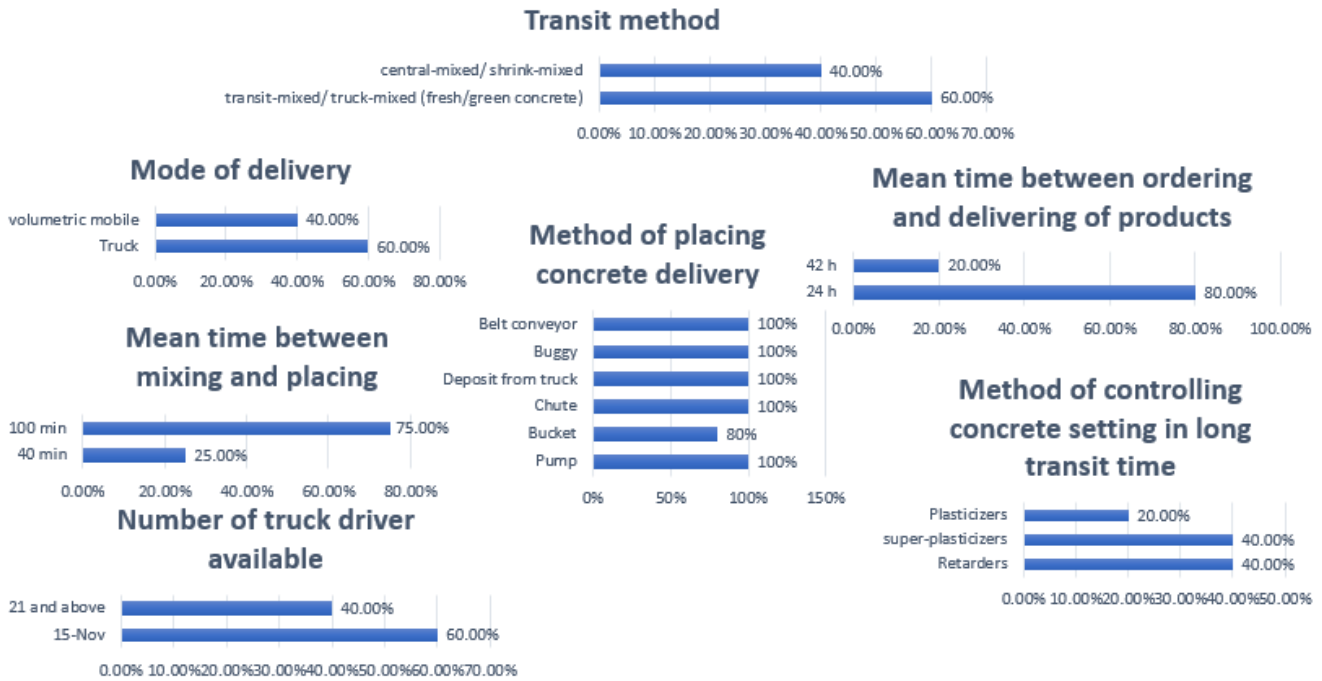 Transit method
central-mixed/ shrink-mixed
40.00%
transit-mixed/ truck-mixed (fresh/green concrete)
60.00%
0.00% 10.00% 20.00% 30.00% 40.00% 50.00% 60.00% 70.00%
Mode of delivery
volumetric mobile
40.00%
Truck
60.00%
0.00% 20.00% 40.00% 60.00% 80.00%
Mean time between ordering
and delivering of products
42 h
20.00%
24 h
80.00%
0.00% 20.00% 40.00% 60.00% 80.00% 100.00%
Method of placing
concrete delivery
Belt conveyor
100%
Buggy
100%
Deposit from truck
100%
Chute
100%
Bucket
80%
Pump
100%
0% 50% 100% 150%
Mean time between
mixing and placing
100 min
75.00%
40 min
25.00%
0.00% 20.00% 40.00% 60.00% 80.00%
Method of controlling
concrete setting in long
transit time
Plasticizers
20.00%
super-plasticizers
40.00%
Retarders
40.00%
0.00% 10.00% 20.00% 30.00% 40.00% 50.00%
Number of truck driver
available
21 and above
40.00%
15-Nov
60.00%
0.00% 10.00% 20.00% 30.00% 40.00% 50.00% 60.00% 70.00%